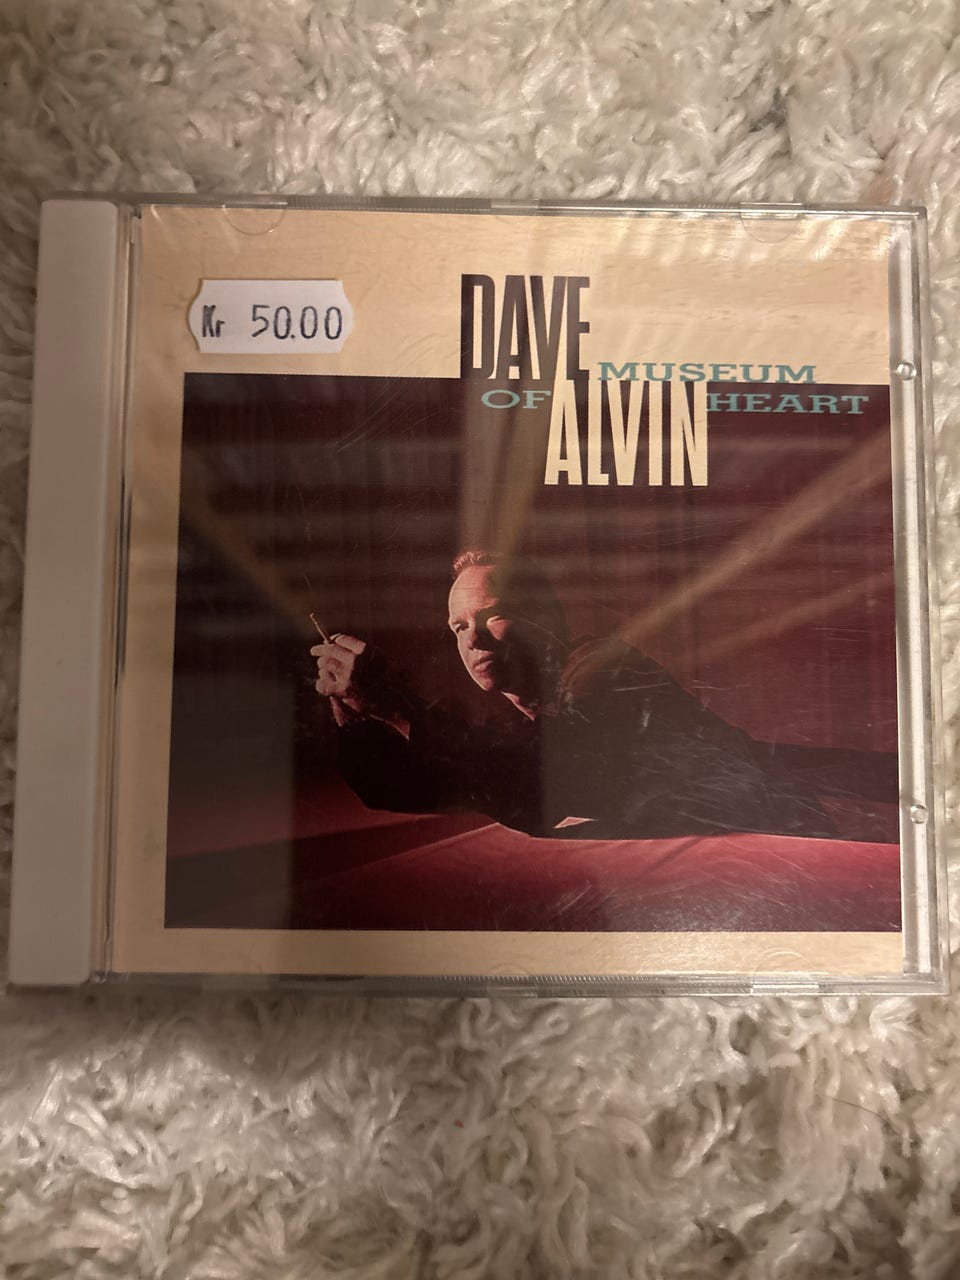 Kr 50.00
DAVE
MUSEUM
OF ALVIN HEART